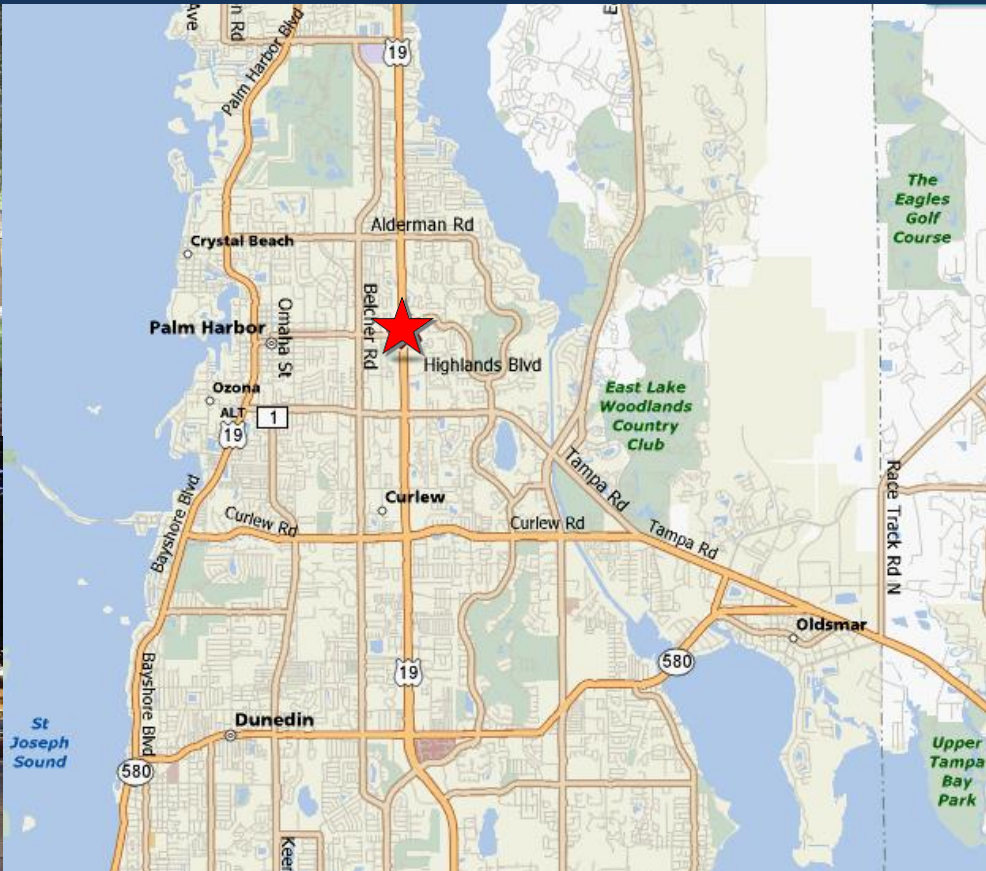 Ave
n Rd
Palm Harbor Blvd
19
E
The
Eagles
Golf
Course
Alderman Rd
Crystal Beach
Omaha St
Belcher Rd
Palm Harbor
Highlands Blvd
Ozona
ALT
19
1
East Lake
Woodlands
Country
Club
Tampa Rd
Race Track Rd N
Bayshore Blvd
Curlew
Curlew Rd
Curlew Rd
Tampa Rd
Oldsmar
580
19
Bayshore Blvd
Dunedin
St
Joseph
Sound
580
Upper
Tampa
Bay
Park
Keer